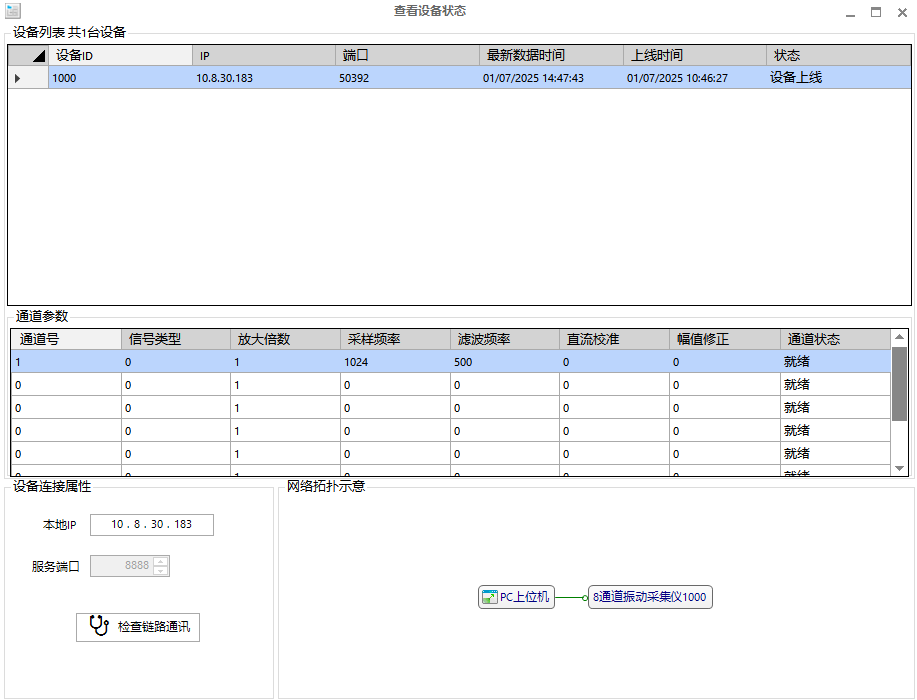 查看设备状态
设备列表 共1台设备
设备ID IP 端口 最新数据时间 上线时间 状态
1000 10.8.30.183 50392 01/07/2025 14:47:43 01/07/2025 10:46:27 设备上线
通道参数
通道号 信号类型 放大倍数 采样频率 滤波频率 直流校准 幅值修正 通道状态
1 0 1 1024 500 0 0 就绪
0 0 1 0 0 0 0 就绪
0 0 1 0 0 0 0 就绪
0 0 1 0 0 0 0 就绪
0 0 1 0 0 0 0 就绪
0 0 1 0 0 0 0 就绪
设备连接属性
本地IP 10 . 8 . 30 . 183
服务端口 8888
检查链路通讯
网络拓扑示意
PC上位机 8通道振动采集仪1000